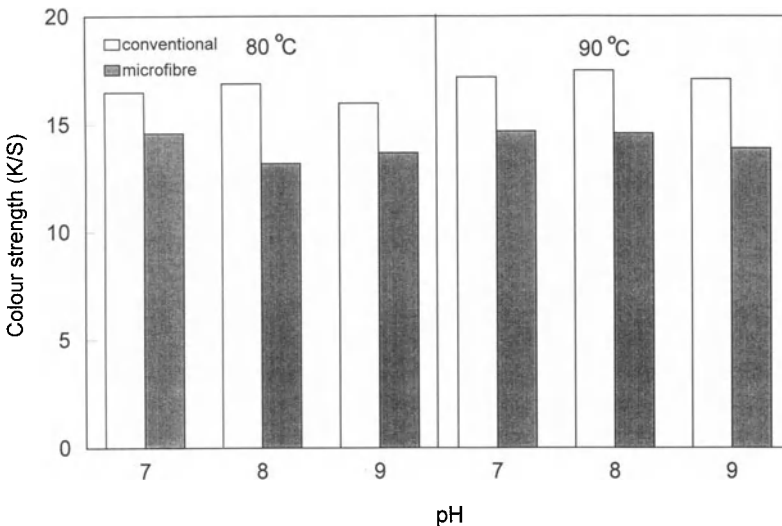 Colour strength (K/S)
20
15
10
5
0
conventional
microfibre
80 °C
90 °C
7 8 9 7 8 9
pH